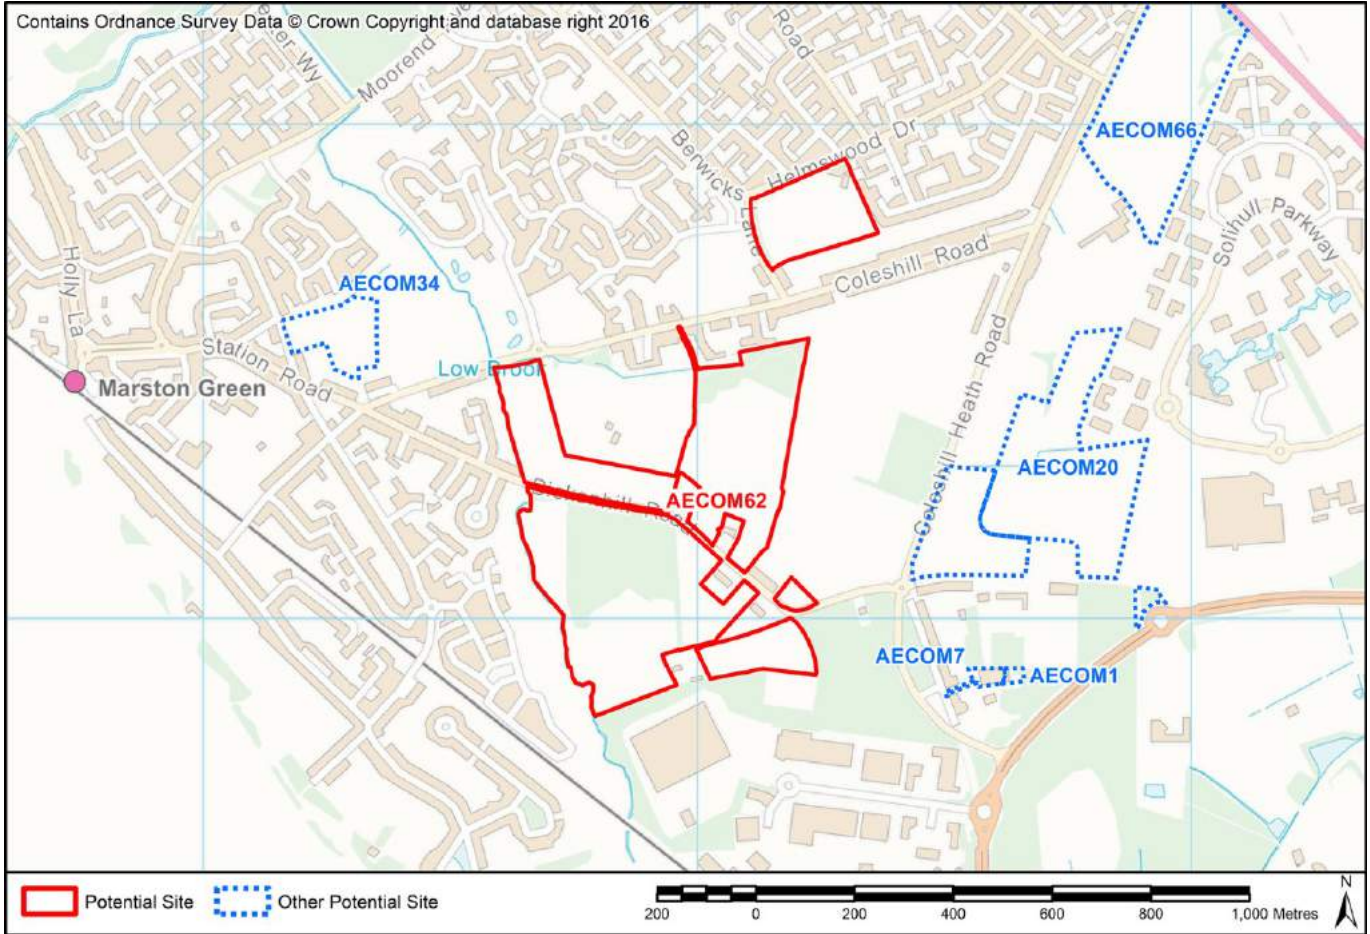 Contains Ordnance Survey Data © Crown Copyright and database right 2016
Moorend
Road
AECOM66
Helmswood Dr
Berwicks Lane
Solihull Parkway
Holly La
Coleshill Road
AECOM34
Station Road
Low Brook
Marston Green
Coleshill Heath Road
AECOM20
Bickenhill Road
AECOM62
AECOM7
AECOM1
Potential Site
Other Potential Site
200 0 200 400 600 800 1,000 Metres
N